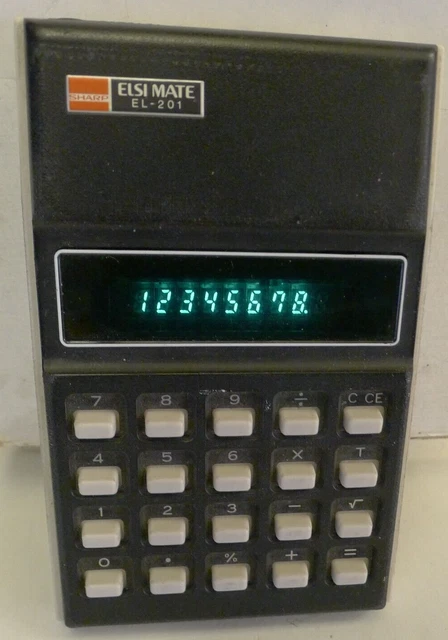 SHARP
ELSI MATE
EL-201
12345678.
7 8 9 ÷ C CE
4 5 6 × T
1 2 3 − √
0 • % + =